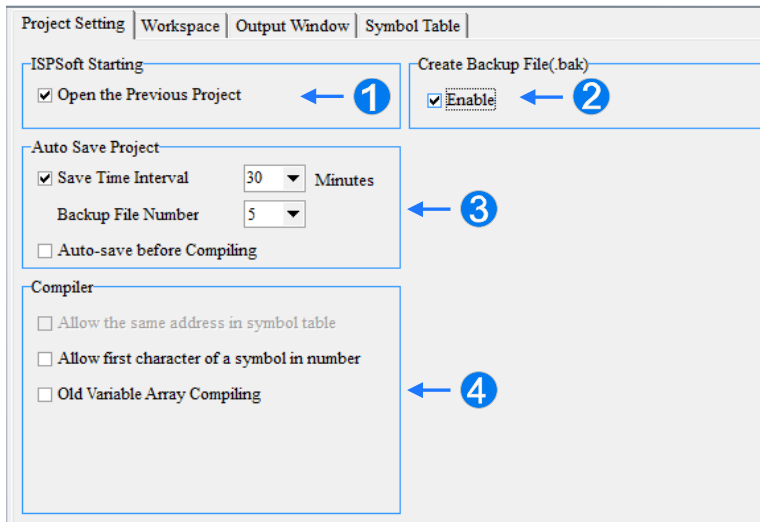 Project Setting Workspace Output Window Symbol Table
ISPSoft Starting
Open the Previous Project
1
Create Backup File(.bak)
Enable
2
Auto Save Project
Save Time Interval 30 Minutes
Backup File Number 5
Auto-save before Compiling
3
Compiler
Allow the same address in symbol table
Allow first character of a symbol in number
Old Variable Array Compiling
4